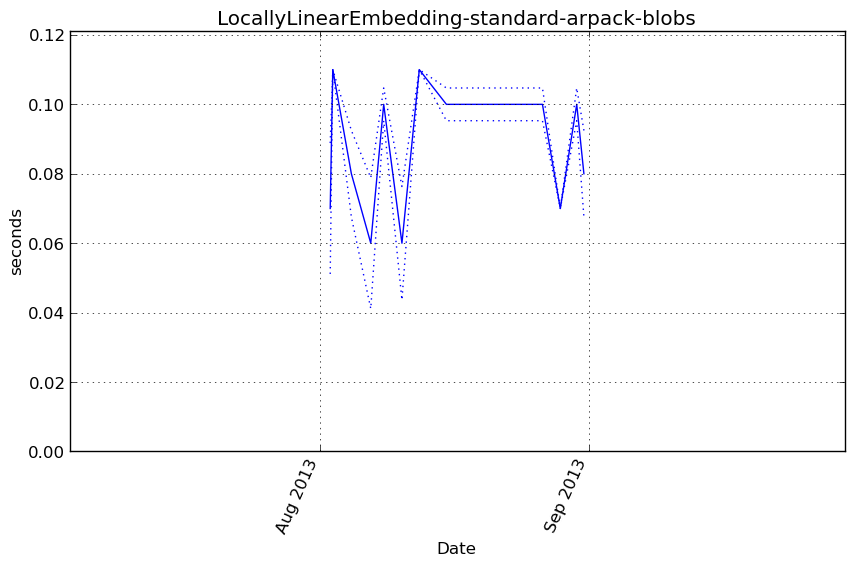 LocallyLinearEmbedding-standard-arpack-blobs
0.12
0.10
0.08
0.06
0.04
0.02
0.00
seconds
Aug 2013
Sep 2013
Date